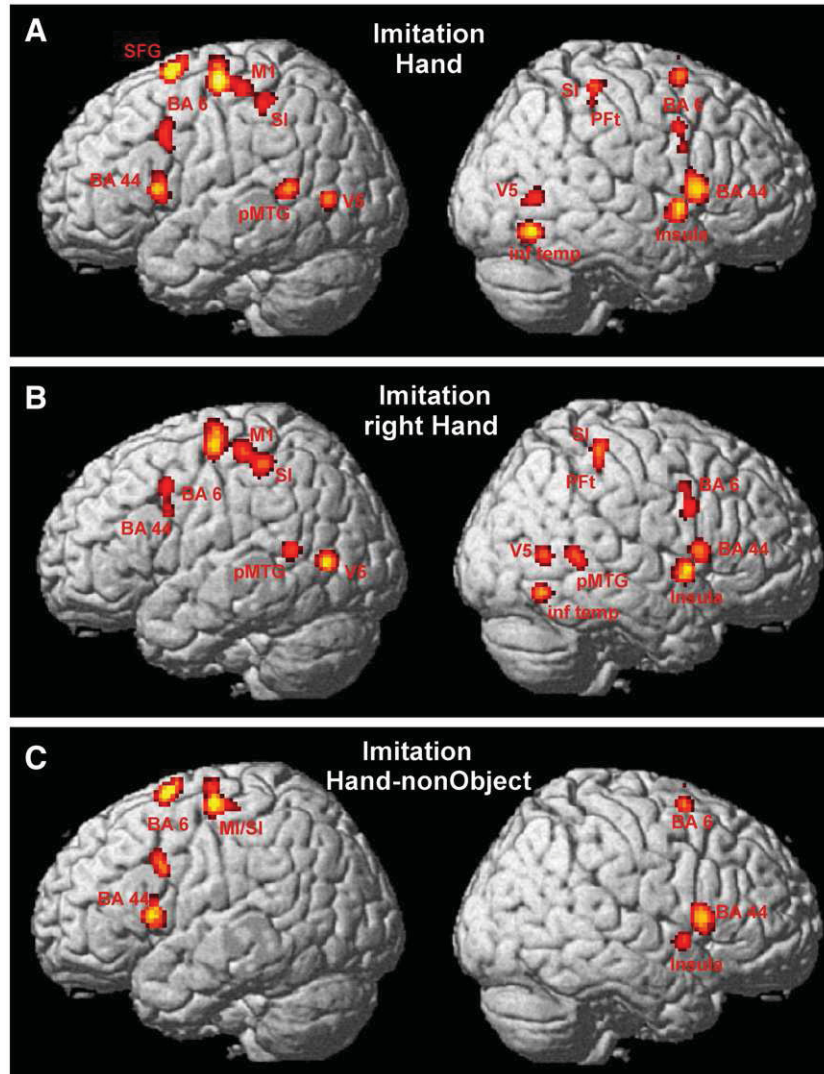 A
Imitation
Hand
SFG
M1
BA 6
SI
BA 44
pMTG
V5
SI
BA 6
PFt
V5
BA 44
Insula
inf temp
B
Imitation
right Hand
M1
SI
BA 6
BA 44
pMTG
V5
SI
PFt
BA 6
V5
BA 44
pMTG
Insula
inf temp
C
Imitation
Hand-nonObject
BA 6
MI/SI
BA 44
BA 6
BA 44
Insula